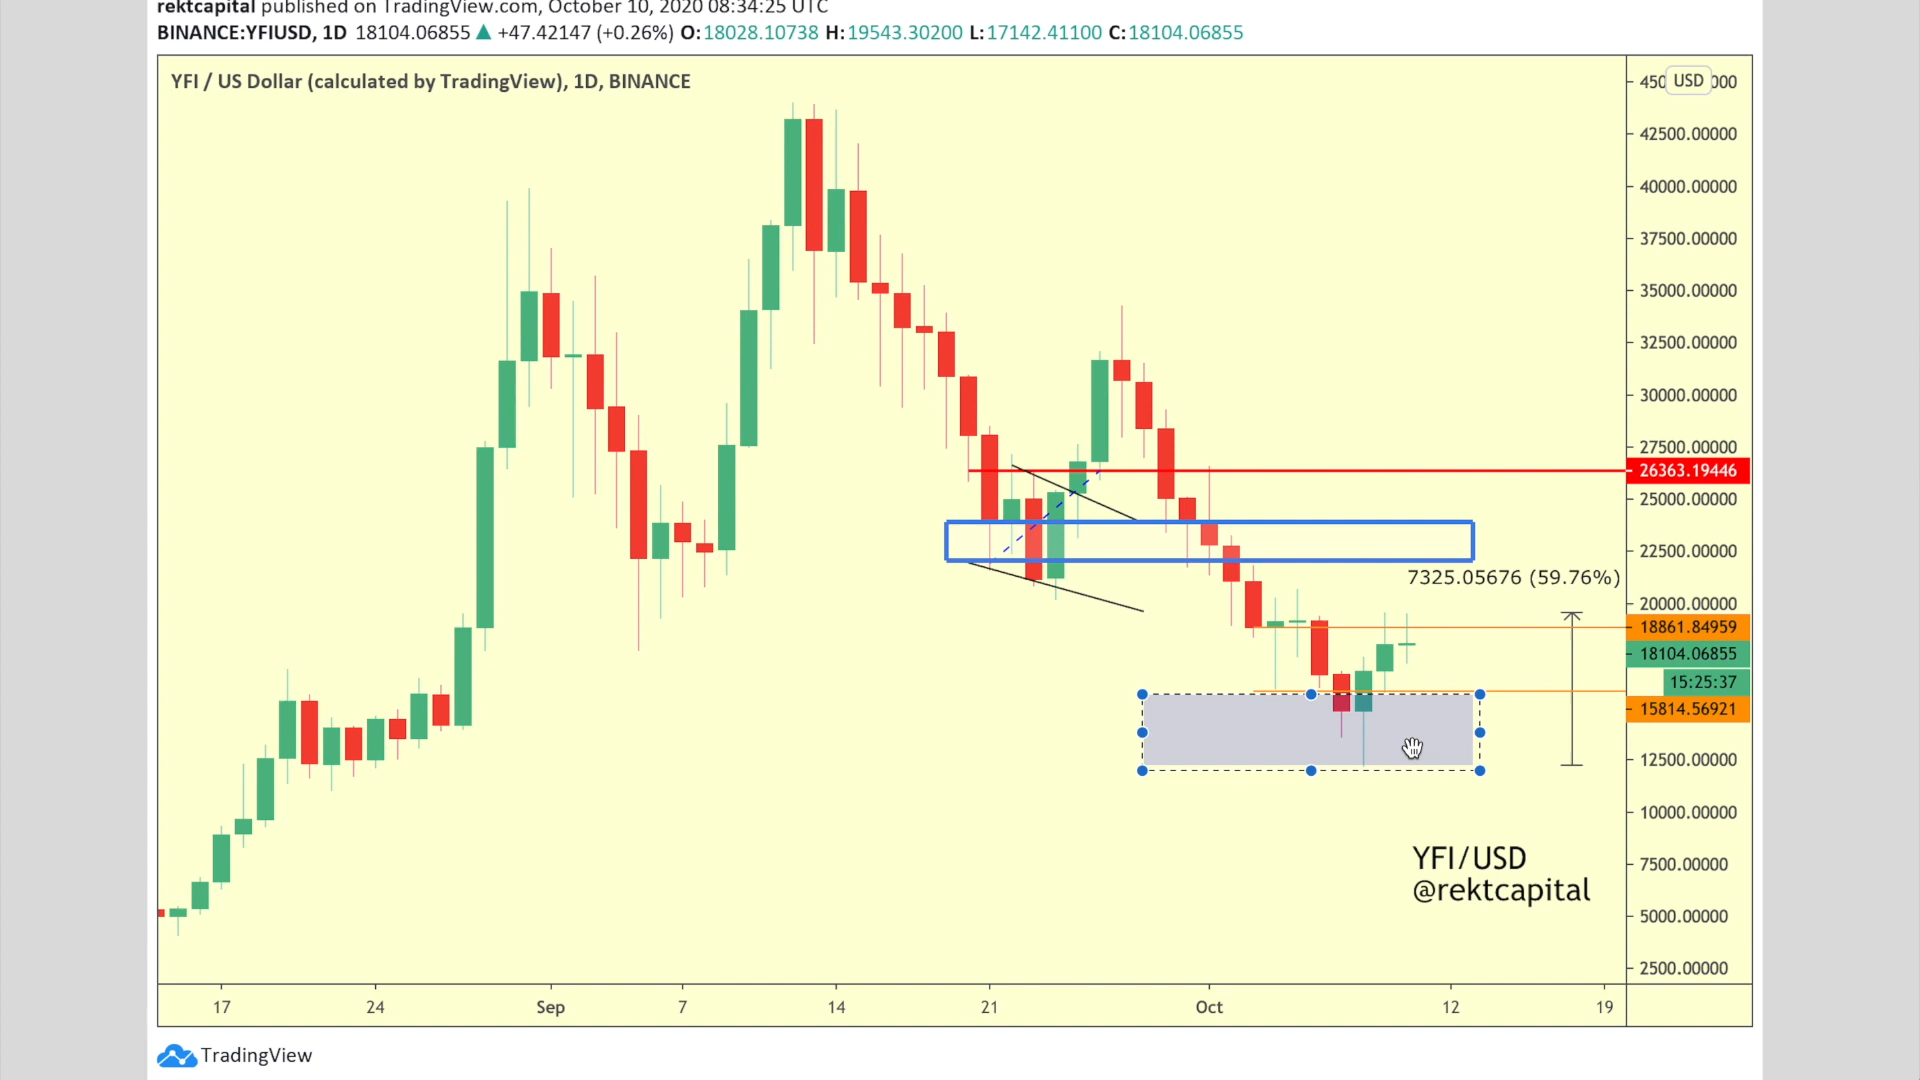 rektcapital published on TradingView.com, October 10, 2020 08:34:25 UTC
BINANCE:YFIUSD, 1D 18104.06855 ▲ +47.42147 (+0.26%) O:18028.10738 H:19543.30200 L:17142.41100 C:18104.06855
YFI / US Dollar (calculated by TradingView), 1D, BINANCE
USD
42500.00000
40000.00000
37500.00000
35000.00000
32500.00000
30000.00000
27500.00000
26363.19446
25000.00000
22500.00000
7325.05676 (59.76%)
20000.00000
18861.84959
18104.06855
15:25:37
15814.56921
12500.00000
10000.00000
YFI/USD
7500.00000
@rektcapital
5000.00000
2500.00000
17 24 Sep 7 14 21 Oct 12 19
TradingView